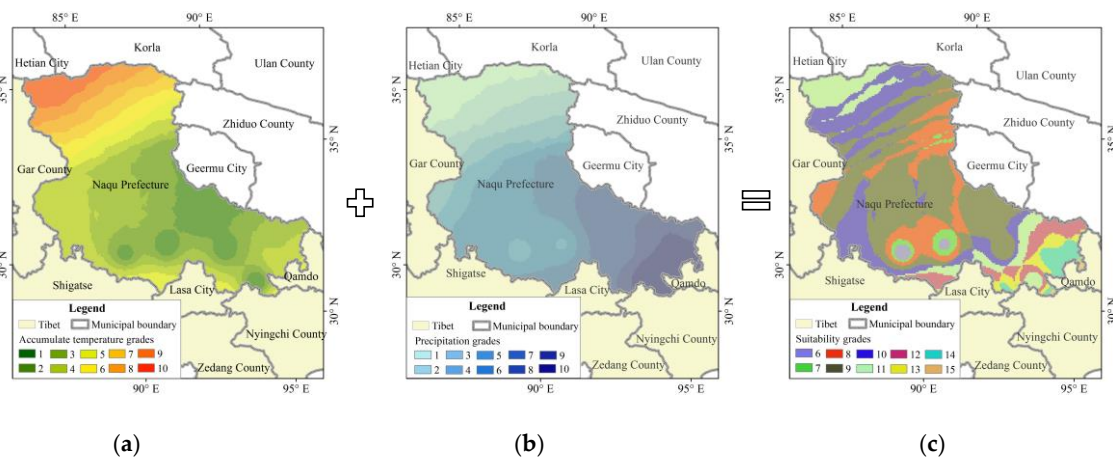 85° E
90° E
Korla
Hetian City
Ulan County
35° N
Zhiduo County
35° N
Geermu City
Gar County
Naqu Prefecture
30° N
Shigatse
Qamdo
Lasa City
30° N
Legend
Tibet
Municipal boundary
Accumulate temperature grades
1 3 5 7 9
2 4 6 8 10
Nyingchi County
Zedang County
90° E
95° E
(a)
85° E
90° E
Korla
Hetian City
Ulan County
35° N
Zhiduo County
35° N
Geermu City
Gar County
Naqu Prefecture
30° N
Shigatse
Qamdo
Lasa City
30° N
Legend
Tibet
Municipal boundary
Precipitation grades
1 3 5 7 9
2 4 6 8 10
Nyingchi County
Zedang County
90° E
95° E
(b)
85° E
90° E
Korla
Hetian City
Ulan County
35° N
Zhiduo County
35° N
Geermu City
Gar County
Naqu Prefecture
30° N
Shigatse
Qamdo
Lasa City
30° N
Legend
Tibet
Municipal boundary
Suitability grades
6 8 10 12 14
7 9 11 13 15
Nyingchi County
Zedang County
90° E
95° E
(c)